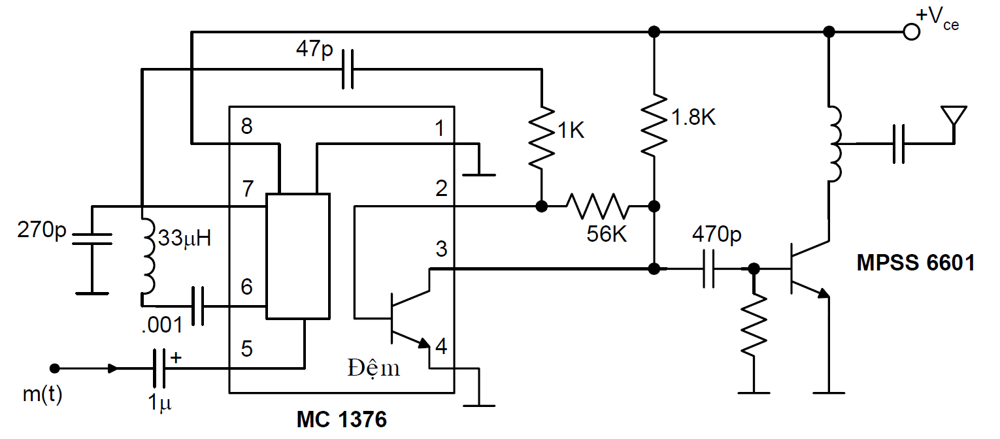 +Vce
47p
8
1
1K
1.8K
7
2
270p
33μH
56K
470p
3
MPSS 6601
6
.001
5
+
4
Đệm
m(t)
1μ
MC 1376